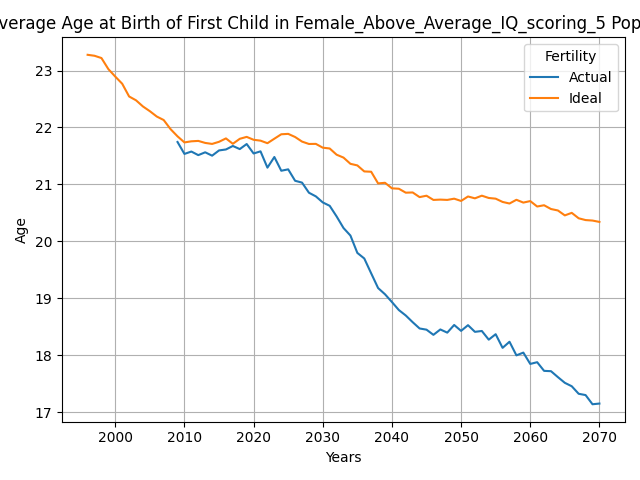 verage Age at Birth of First Child in Female_Above_Average_IQ_scoring_5 Pop
Fertility
Actual
Ideal
23
22
21
20
19
18
17
Age
2000
2010
2020
2030
2040
2050
2060
2070
Years